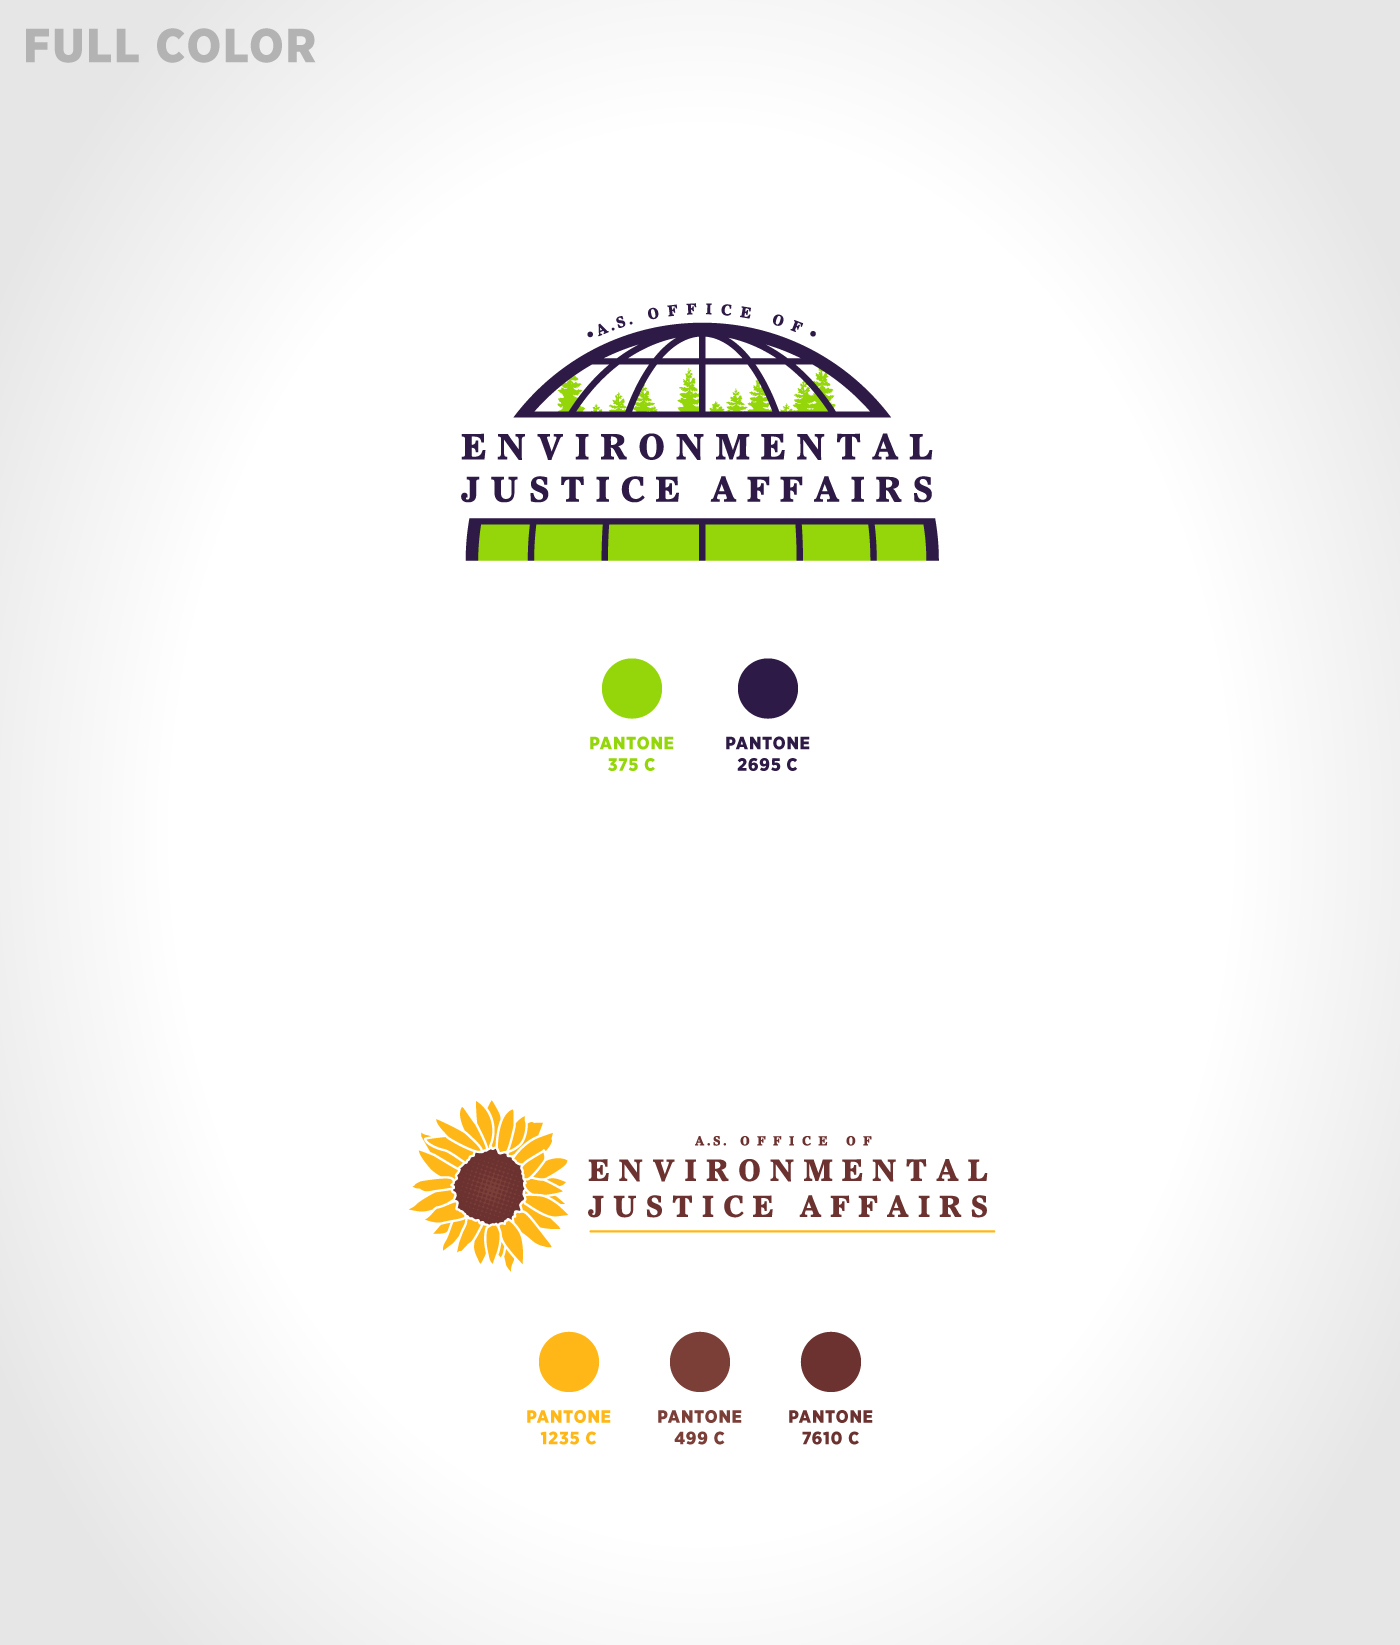 FULL COLOR
•A.S. OFFICE OF•
ENVIRONMENTAL
JUSTICE AFFAIRS
PANTONE
375 C
PANTONE
2695 C
A.S. OFFICE OF
ENVIRONMENTAL
JUSTICE AFFAIRS
PANTONE
1235 C
PANTONE
499 C
PANTONE
7610 C